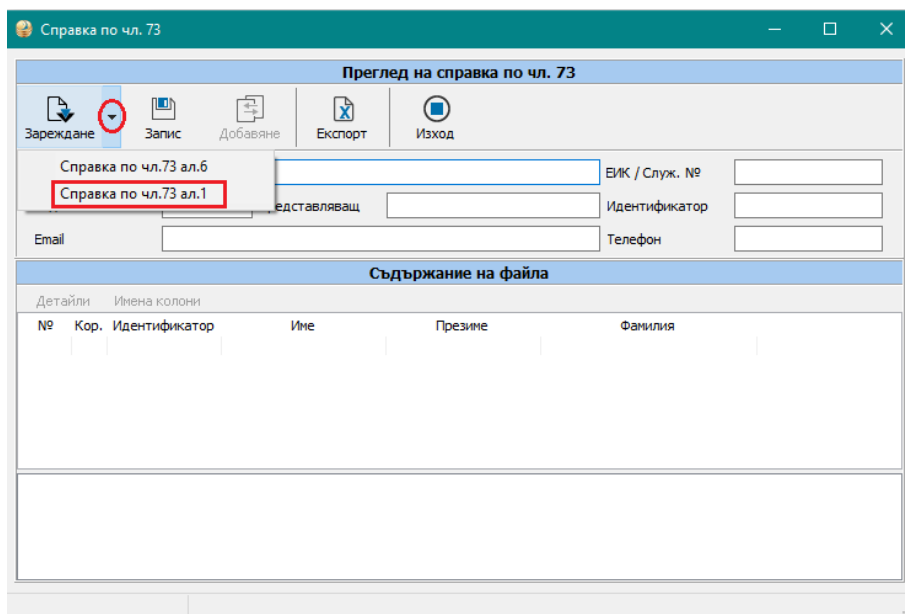 Справка по чл. 73
Преглед на справка по чл. 73
Зареждане Запис Добавяне Експорт Изход
Справка по чл.73 ал.6
Справка по чл.73 ал.1
ЕИК / Служ. №
Идентификатор
Email Телефон
Съдържание на файла
Детайли Имена колони
№ Кор. Идентификатор Име Презиме Фамилия